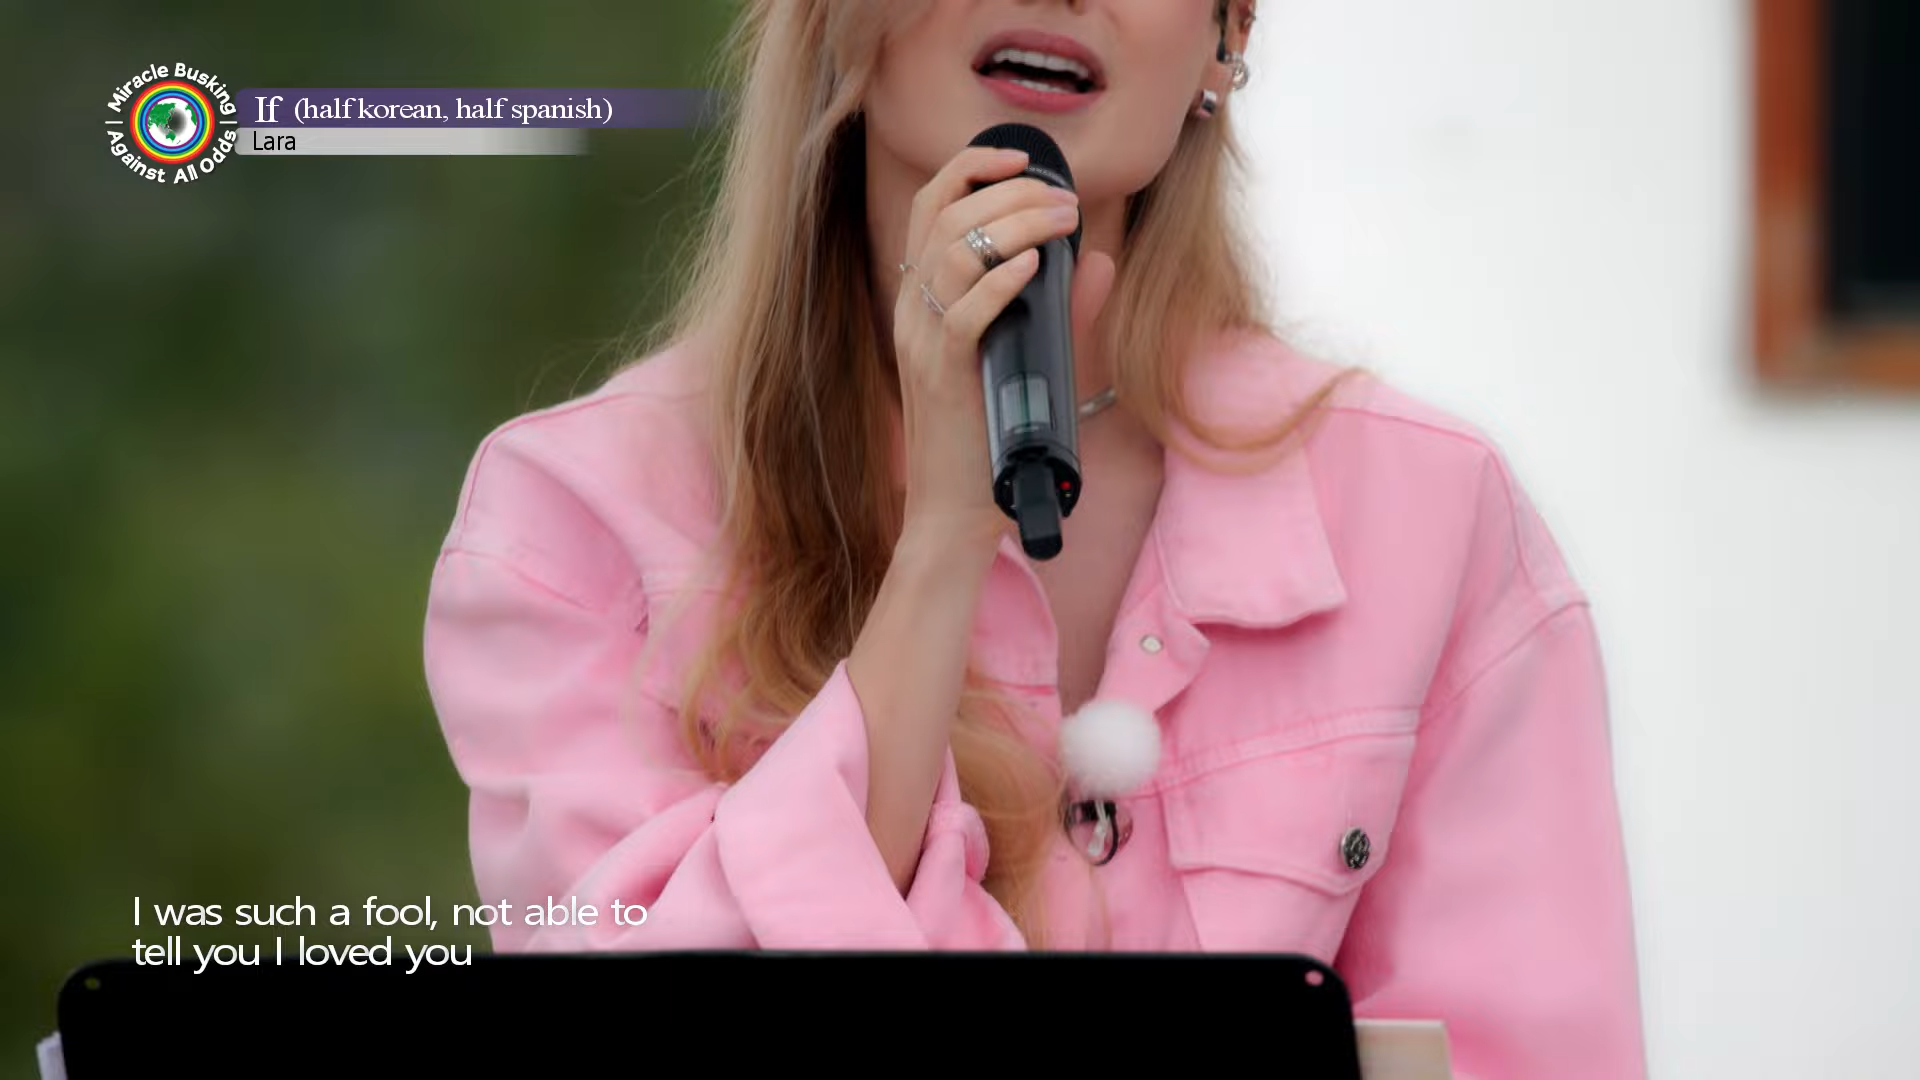 Miracle Busking
Against All Odds
If (half korean, half spanish)
Lara
I was such a fool, not able to
tell you I loved you